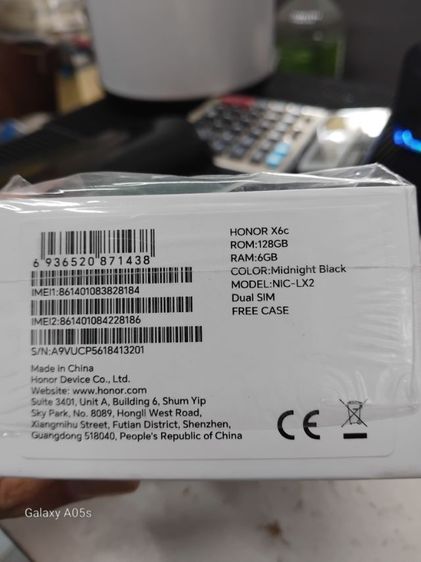 6 936520 871438
IMEI1:861401083828184
IMEI2:861401084228186
S/N:A9VUCP5618413201
HONOR X6c
ROM:128GB
RAM:6GB
COLOR:Midnight Black
MODEL:NIC-LX2
Dual SIM
FREE CASE
Made in China
Honor Device Co., Ltd.
Website: www.honor.com
Suite 3401, Unit A, Building 6, Shum Yip
Sky Park, No. 8089, Hongli West Road,
Xiangmihu Street, Futian District, Shenzhen,
Guangdong 518040, People's Republic of China
CE
Galaxy A05s